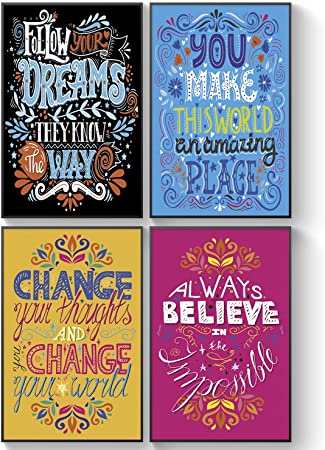 FOLLOW YOUR
DREAMS
THEY KNOW
The WAY
YOU
MAKE
THIS WORLD
an amazing
PLACE
CHANGE
your thoughts
AND
you CHANGE
your world
ALWAYS
BELIEVE
IN
the
Impossible